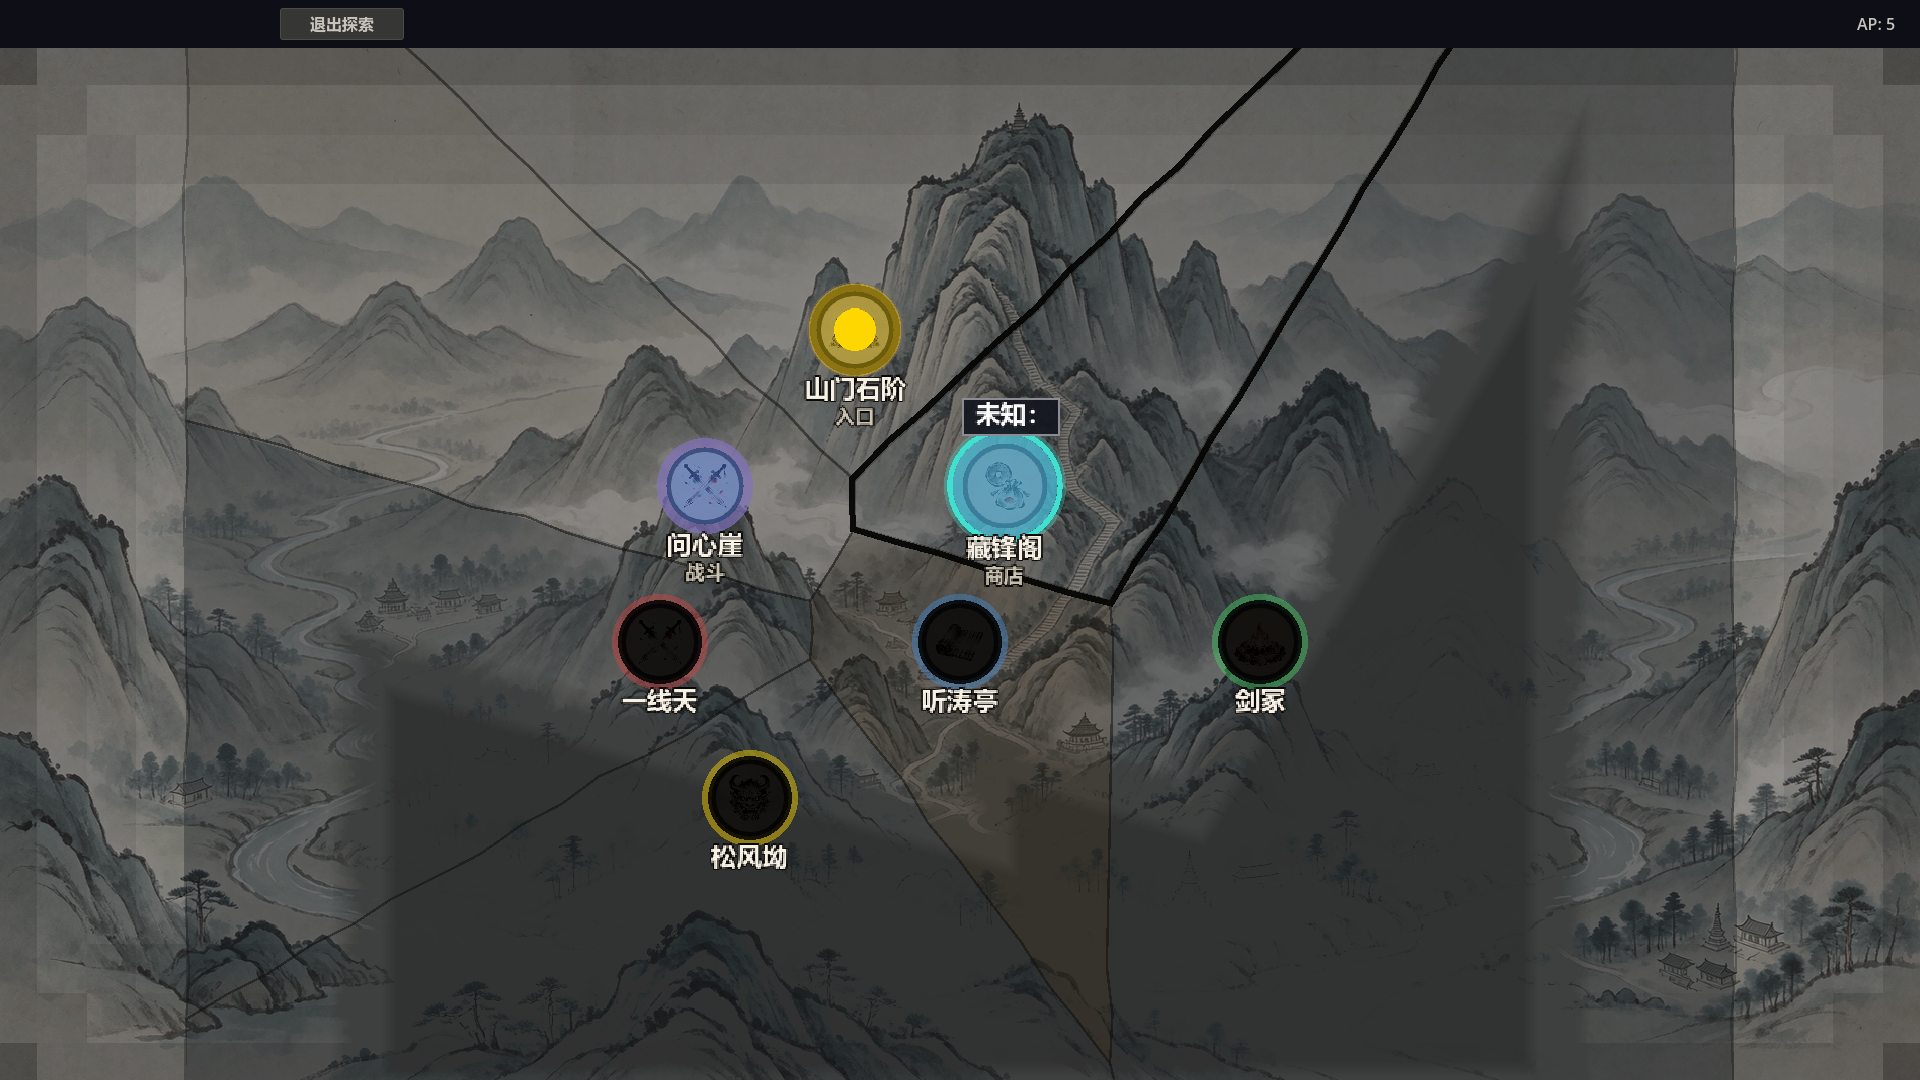 退出探索
AP: 5
山门石阶
入口
未知：
问心崖
战斗
藏锋阁
商店
一线天
听涛亭
剑冢
松风坳